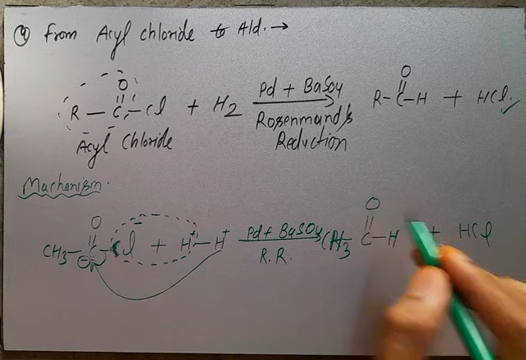 ④ From Acyl chloride to Ald. →
O
R — C — Cl + H2 Pd + BaSO4 R — C — H + HCl
O
Acyl Chloride Rosenmand's
Reduction
Mechanism.
O
CH3 — C Cl + H — H Pd + BaSO4 CH3 C — H + HCl
O
R.R.